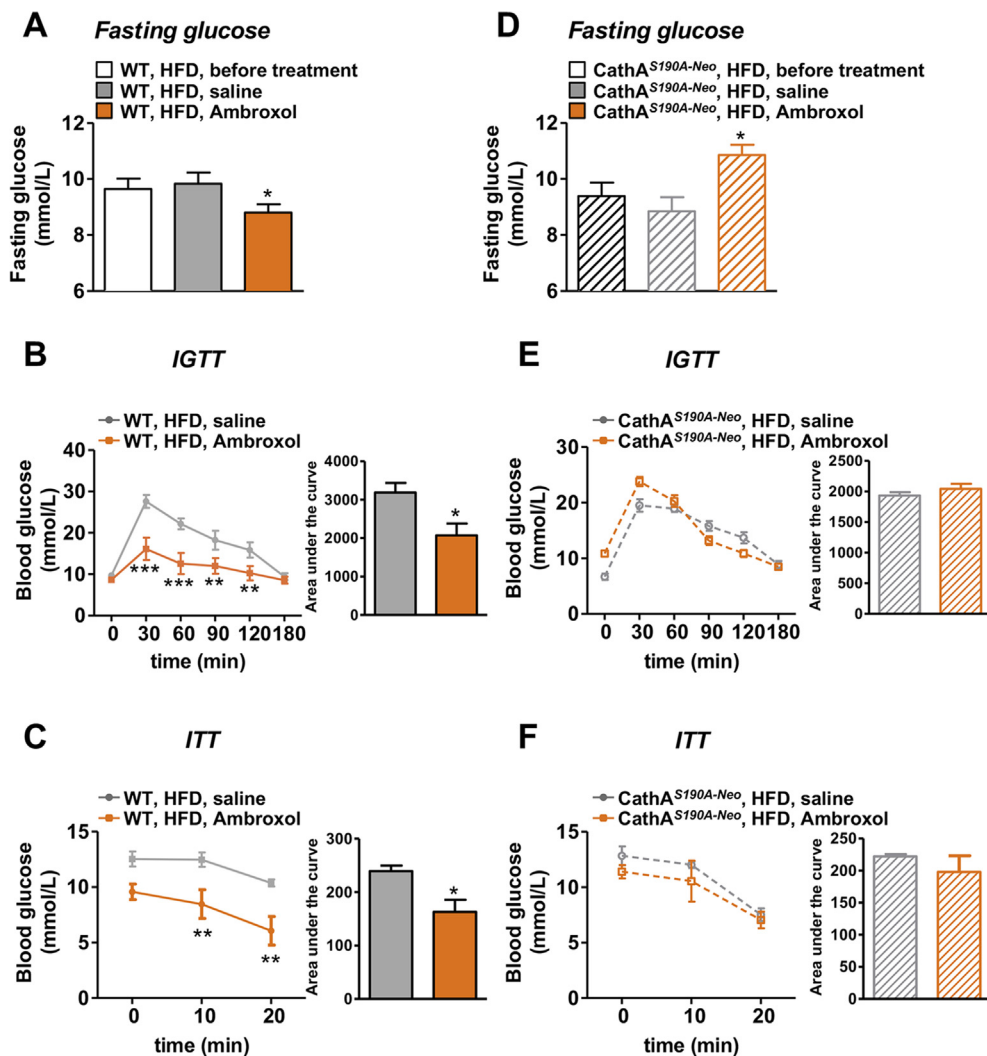 A
Fasting glucose
WT, HFD, before treatment
WT, HFD, saline
WT, HFD, Ambroxol
Fasting glucose
(mmol/L)
12
10
8
6
*
D
Fasting glucose
CathA S190A-Neo, HFD, before treatment
CathA S190A-Neo, HFD, saline
CathA S190A-Neo, HFD, Ambroxol
Fasting glucose
(mmol/L)
12
10
8
6
*
B
IGTT
WT, HFD, saline
WT, HFD, Ambroxol
Blood glucose
(mmol/L)
40
30
20
10
0
*** *** ** **
0 30 60 90 120 180
time (min)
Area under the curve
4000
3000
2000
1000
0
*
E
IGTT
CathA S190A-Neo, HFD, saline
CathA S190A-Neo, HFD, Ambroxol
Blood glucose
(mmol/L)
30
20
10
0
0 30 60 90 120 180
time (min)
Area under the curve
2500
2000
1500
1000
500
0
C
ITT
WT, HFD, saline
WT, HFD, Ambroxol
Blood glucose
(mmol/L)
15
10
5
0
** **
0 10 20
time (min)
Area under the curve
300
200
100
0
*
F
ITT
CathA S190A-Neo, HFD, saline
CathA S190A-Neo, HFD, Ambroxol
Blood glucose
(mmol/L)
15
10
5
0
0 10 20
time (min)
Area under the curve
250
200
150
100
50
0